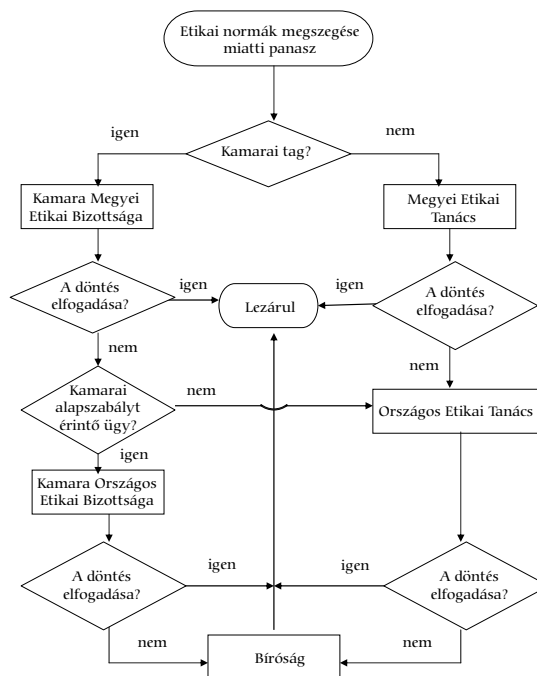 Etikai normák megszegése
miatti panasz
igen
nem
Kamarai tag?
Kamara Megyei
Etikai Bizottsága
Megyei Etikai
Tanács
A döntés
elfogadása?
igen
Lezárul
igen
A döntés
elfogadása?
nem
nem
Kamarai
alapszabályt
érintő ügy?
nem
Országos Etikai Tanács
igen
Kamara Országos
Etikai Bizottsága
A döntés
elfogadása?
igen
igen
A döntés
elfogadása?
nem
Bíróság
nem